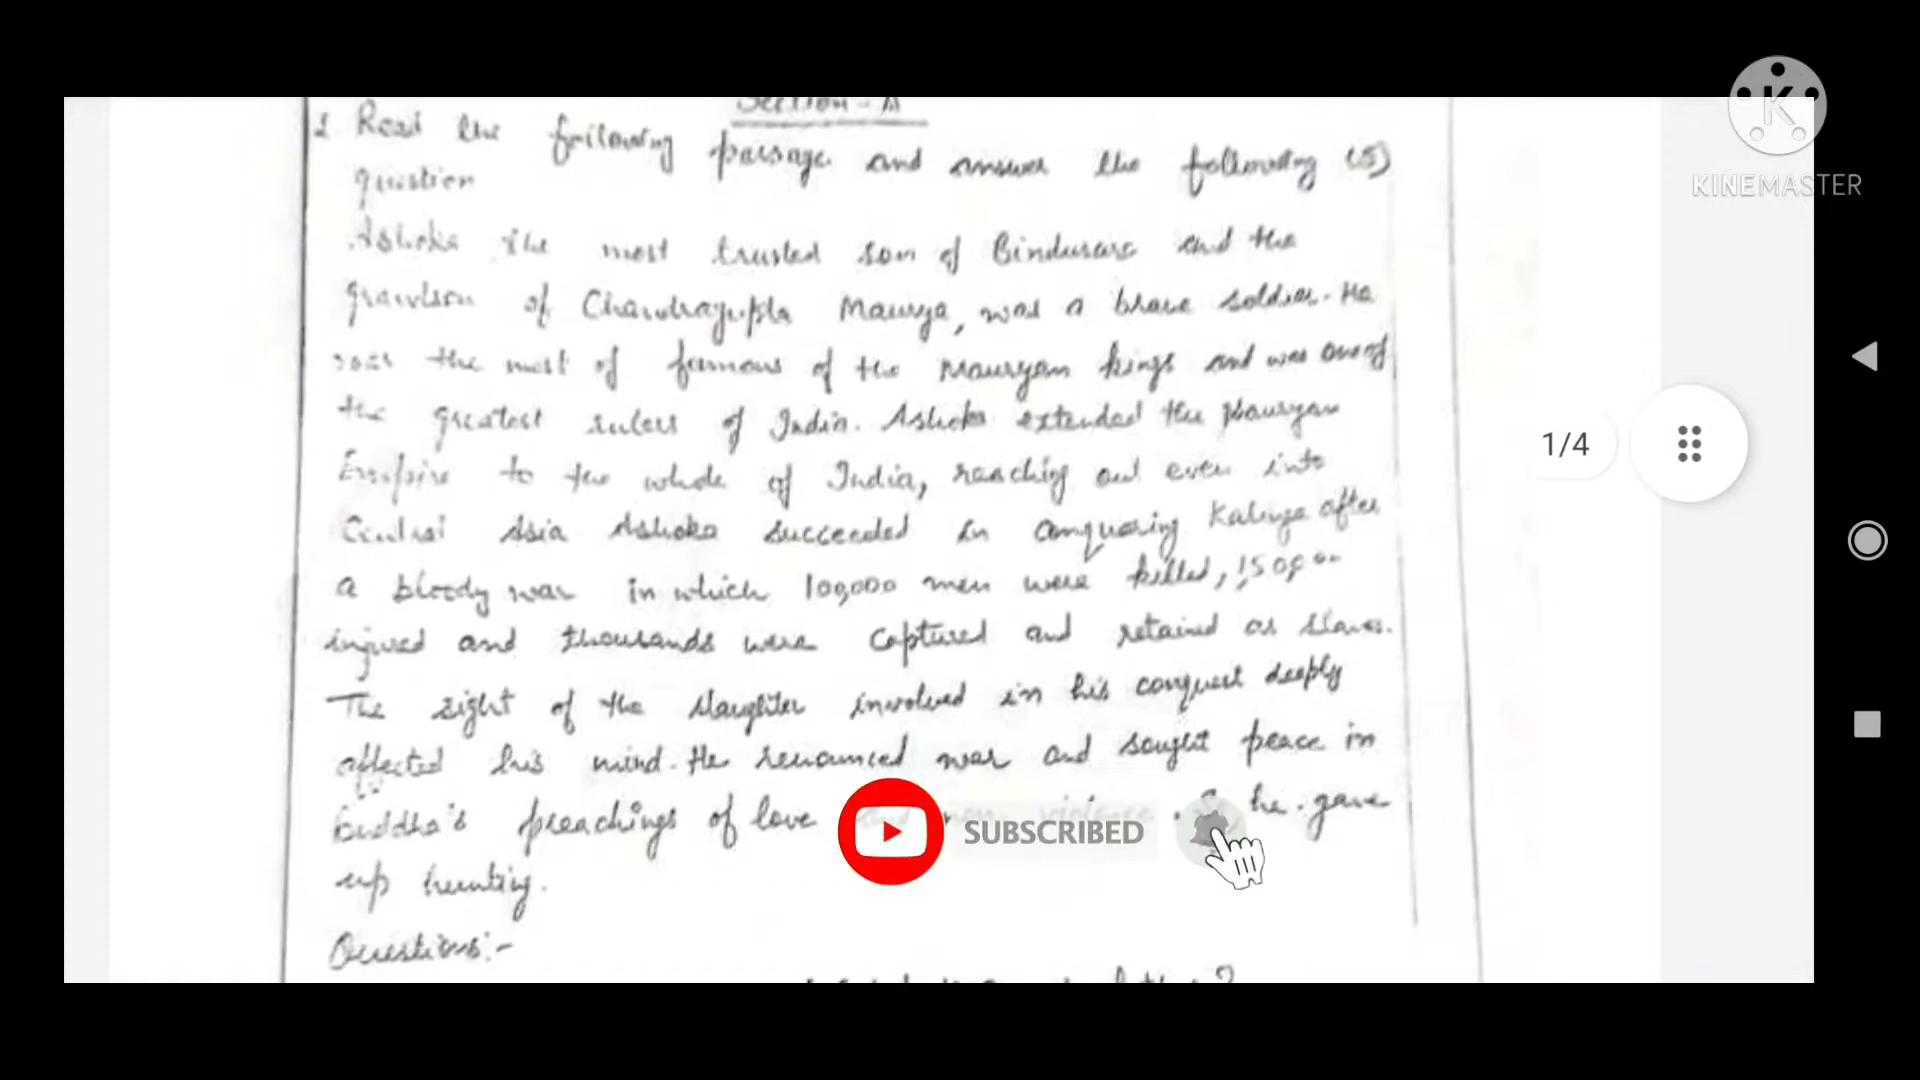 Section - A
1 Read the following passage and answer the following (5)
question
Ashoka the most trusted son of Bindusara and the
grandson of Chandragupta Maurya, was a brave soldier. He
was the most of famous of the Mauryan kings and was one of
the greatest rulers of India. Ashoka extended the Mauryan
Empire to the whole of India, reaching out even into
Central Asia Ashoka succeeded in conquering Kalinga after
a bloody war in which 100,000 men were killed, 1,50,000
injured and thousands were captured and retained as slaves.
The sight of the slaughter involved in his conquest deeply
affected his mind. He renounced war and sought peace in
Buddha's preachings of love and non violence. he gave
up hunting.
Questions:-
KINEMASTER
1/4
SUBSCRIBED